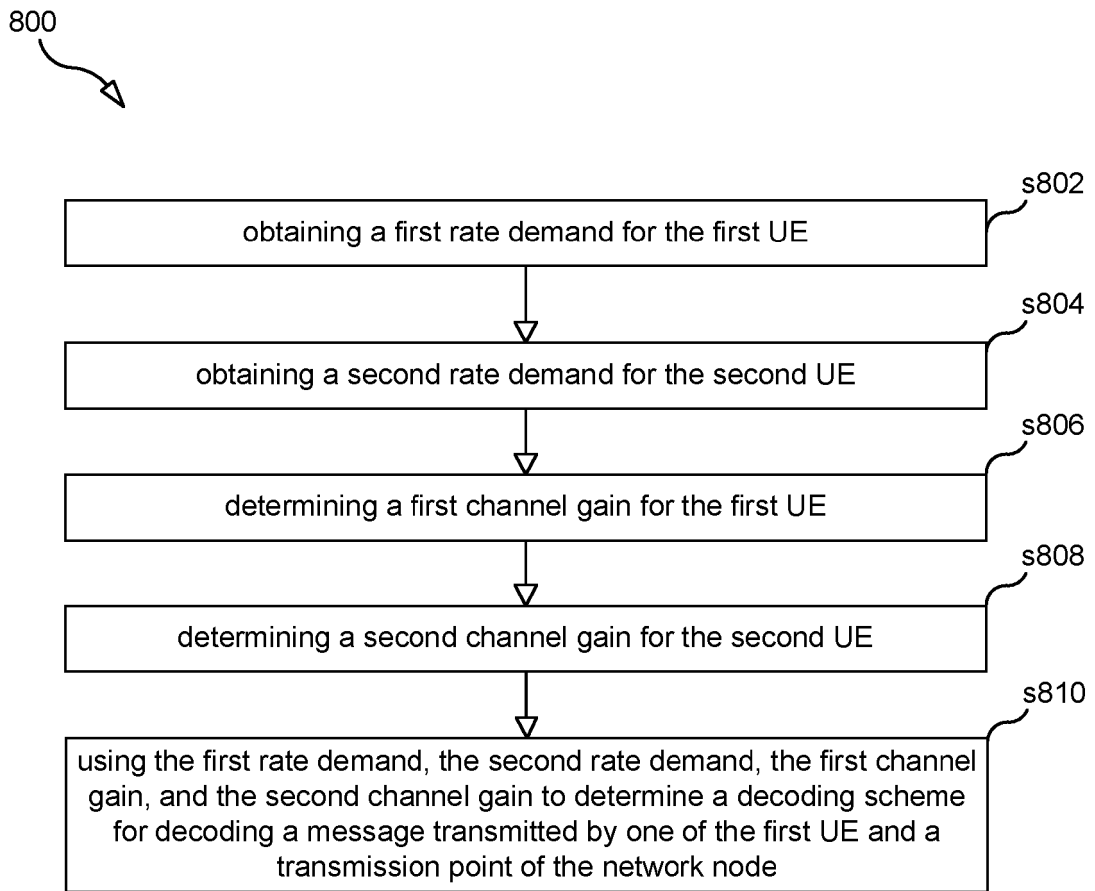 800
s802
obtaining a first rate demand for the first UE
s804
obtaining a second rate demand for the second UE
s806
determining a first channel gain for the first UE
s808
determining a second channel gain for the second UE
s810
using the first rate demand, the second rate demand, the first channel
gain, and the second channel gain to determine a decoding scheme
for decoding a message transmitted by one of the first UE and a
transmission point of the network node